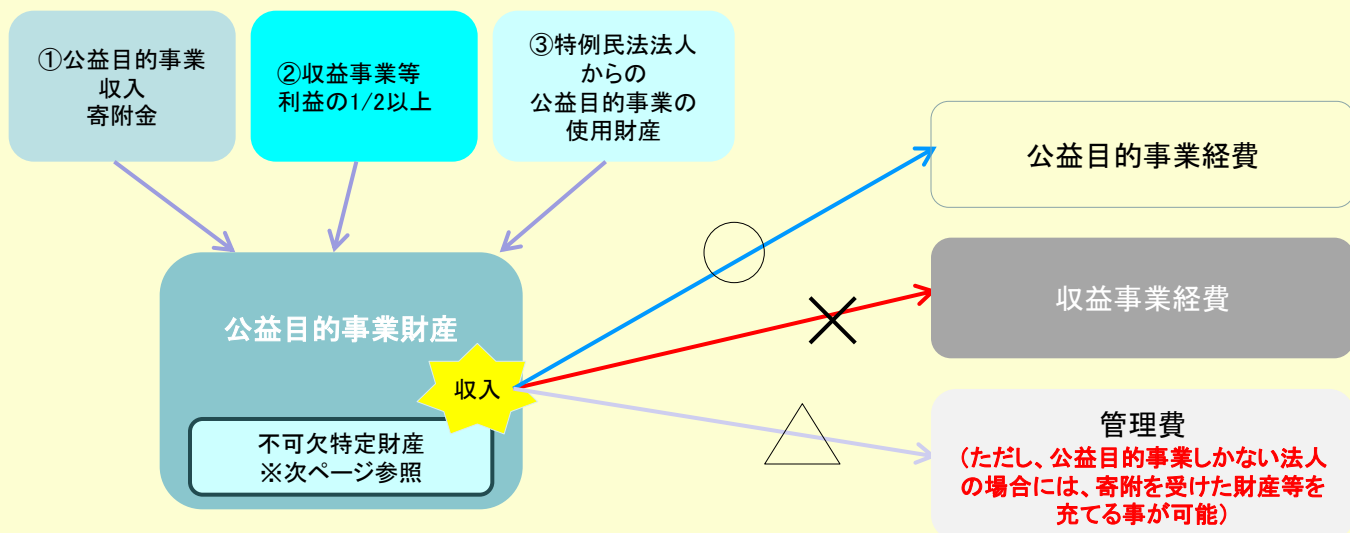 ①公益目的事業
収入
寄附金
②収益事業等
利益の1/2以上
③特例民法法人
からの
公益目的事業の
使用財産
公益目的事業経費
収益事業経費
公益目的事業財産
収入
不可欠特定財産
※次ページ参照
管理費
(ただし、公益目的事業しかない法人
の場合には、寄附を受けた財産等を
充てる事が可能)